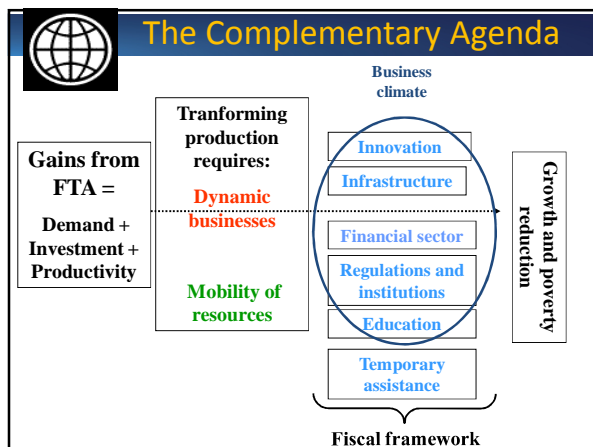 The Complementary Agenda
Business
climate
Gains from
FTA =
Demand +
Investment +
Productivity
Tranforming
production
requires:
Dynamic
businesses
Mobility of
resources
Innovation
Infrastructure
Financial sector
Regulations and
institutions
Education
Temporary
assistance
Growth and poverty
reduction
Fiscal framework